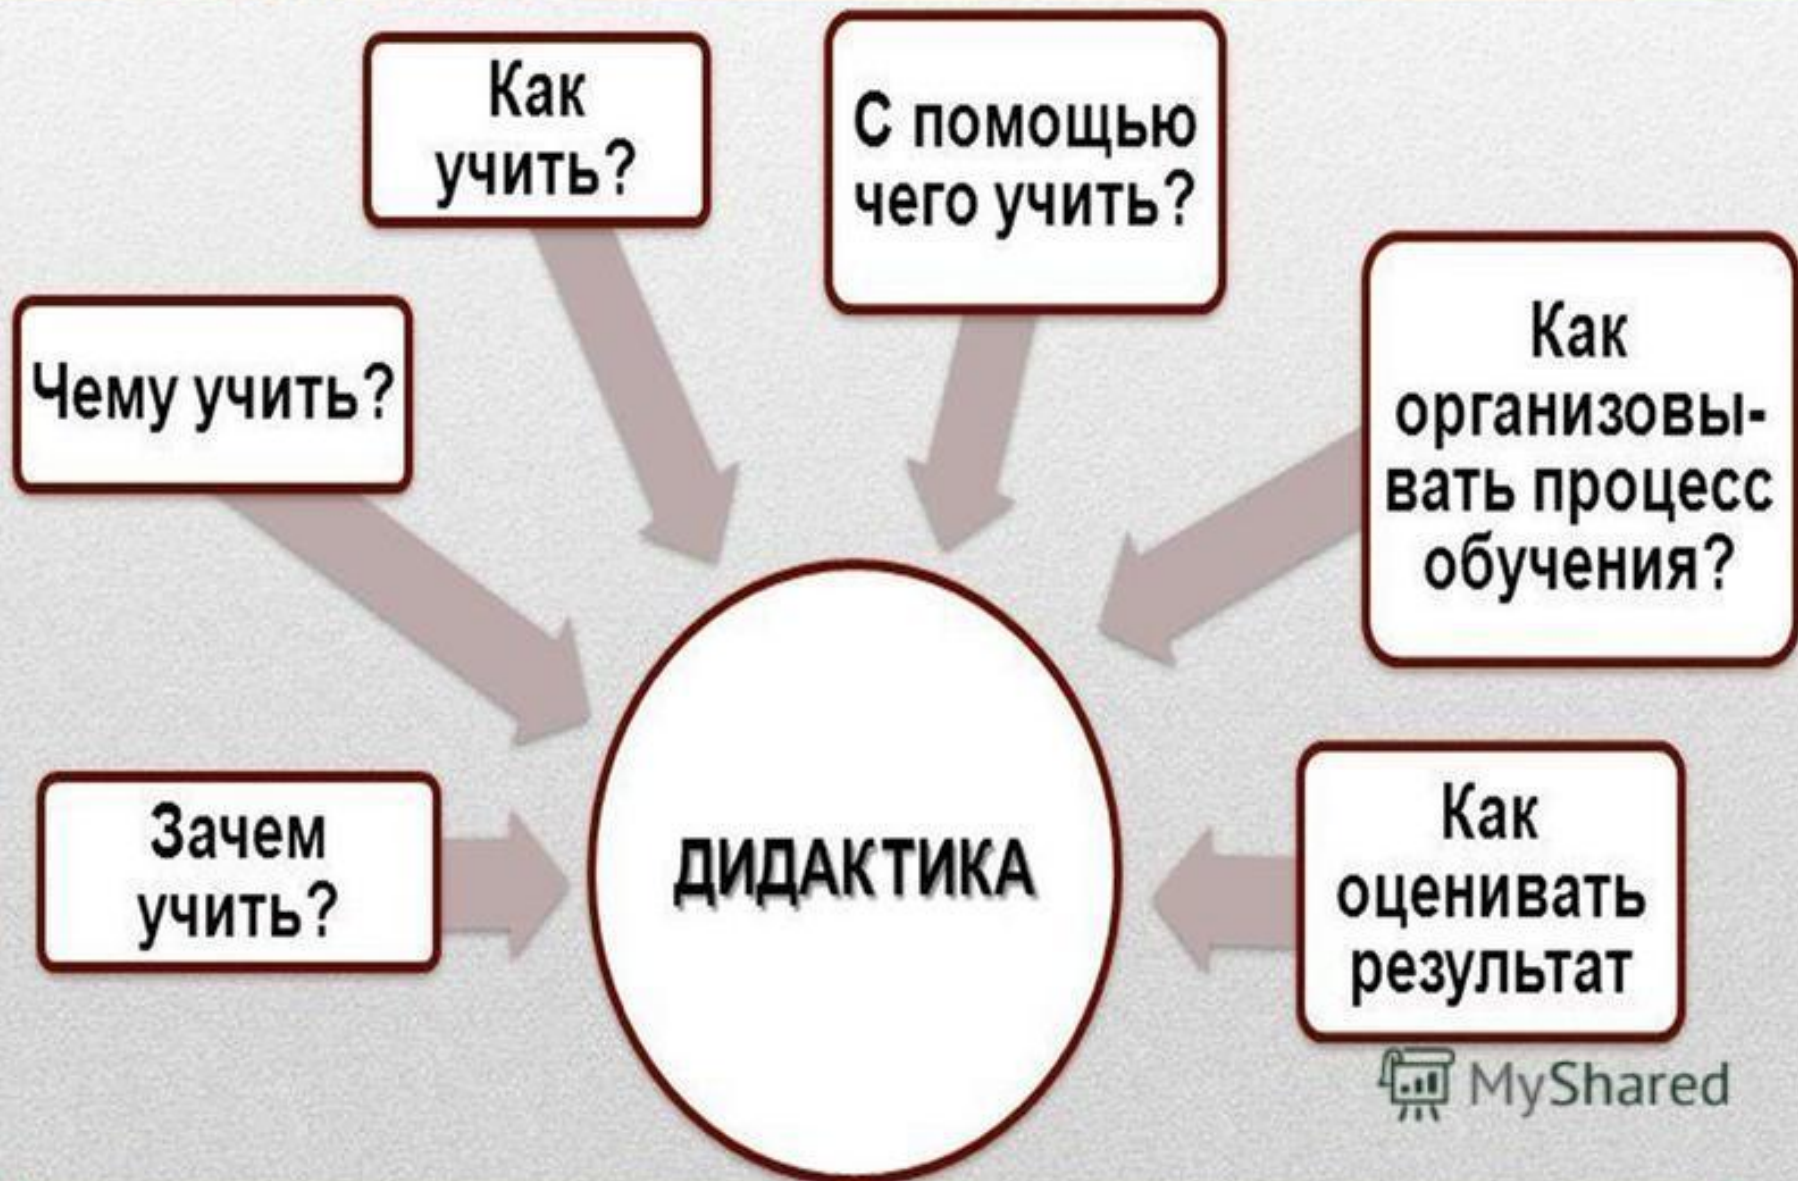 Как
учить?
С помощью
чего учить?
Чему учить?
Как
организовы-
вать процесс
обучения?
Зачем
учить?
ДИДАКТИКА
Как
оценивать
результат
MyShared